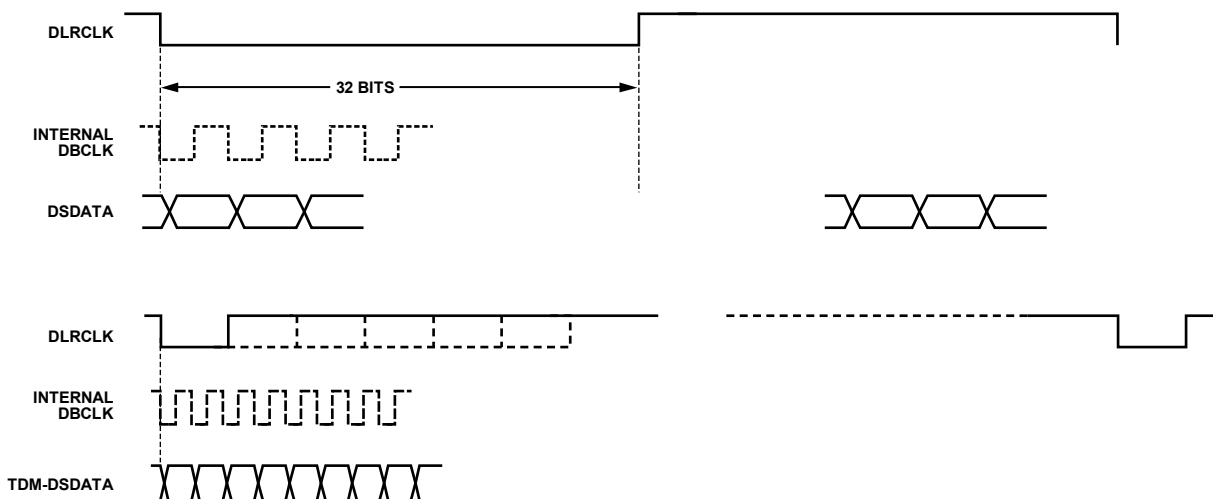 DLRCLK
32 BITS
INTERNAL
DBCLK
DSDATA
DLRCLK
INTERNAL
DBCLK
TDM-DSDATA